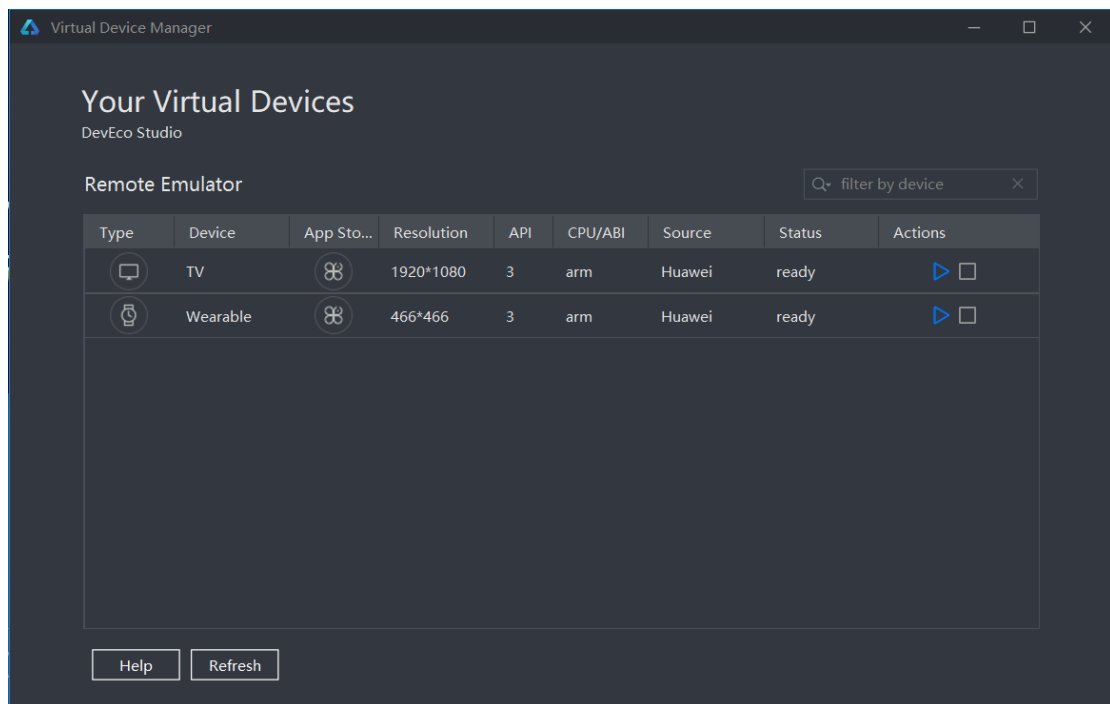 Virtual Device Manager
Your Virtual Devices
DevEco Studio
Remote Emulator
filter by device
Type Device App Sto... Resolution API CPU/ABI Source Status Actions
TV 1920*1080 3 arm Huawei ready
Wearable 466*466 3 arm Huawei ready
Help Refresh